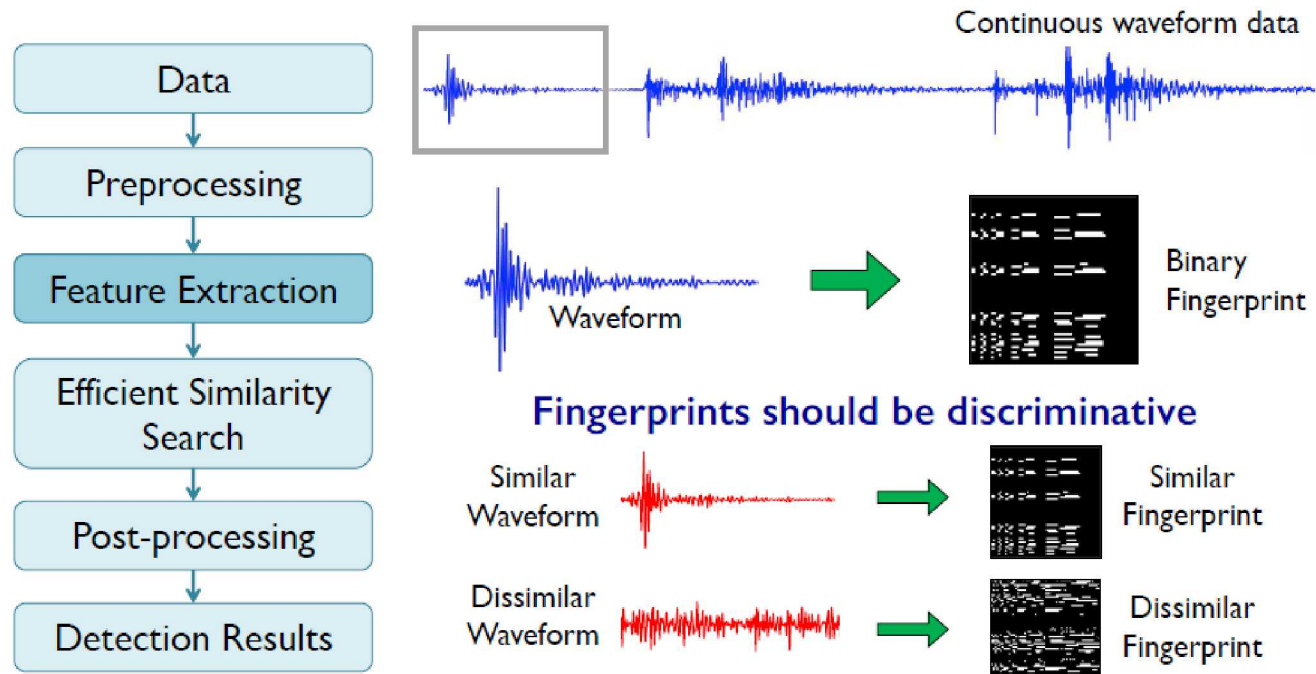 Data
Preprocessing
Feature Extraction
Efficient Similarity
Search
Post-processing
Detection Results
Continuous waveform data
Waveform
Binary
Fingerprint
Fingerprints should be discriminative
Similar
Waveform
Similar
Fingerprint
Dissimilar
Waveform
Dissimilar
Fingerprint